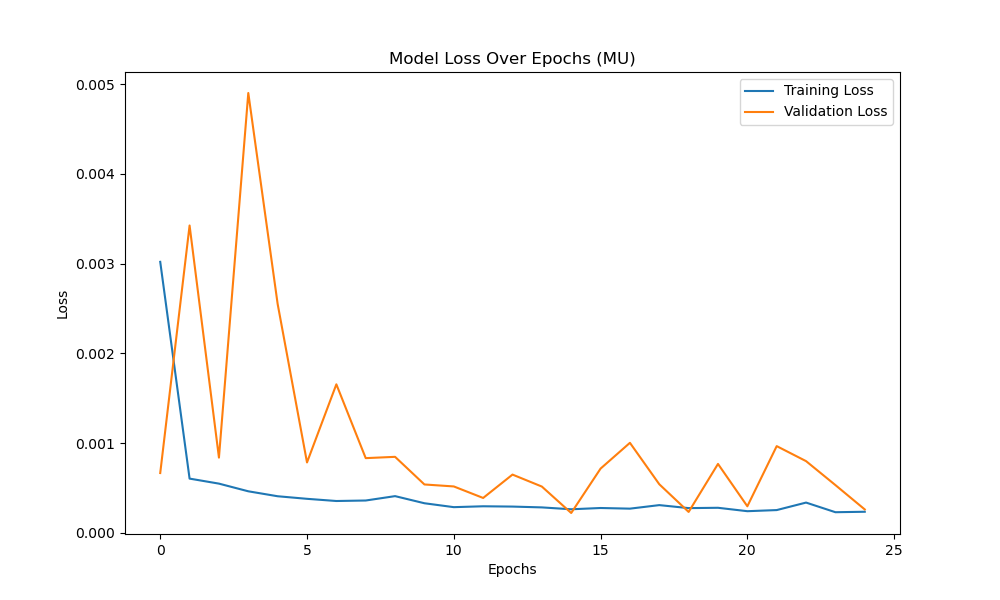 Model Loss Over Epochs (MU)
Training Loss
Validation Loss
0.005
0.004
0.003
0.002
0.001
0.000
Loss
0 5 10 15 20 25
Epochs